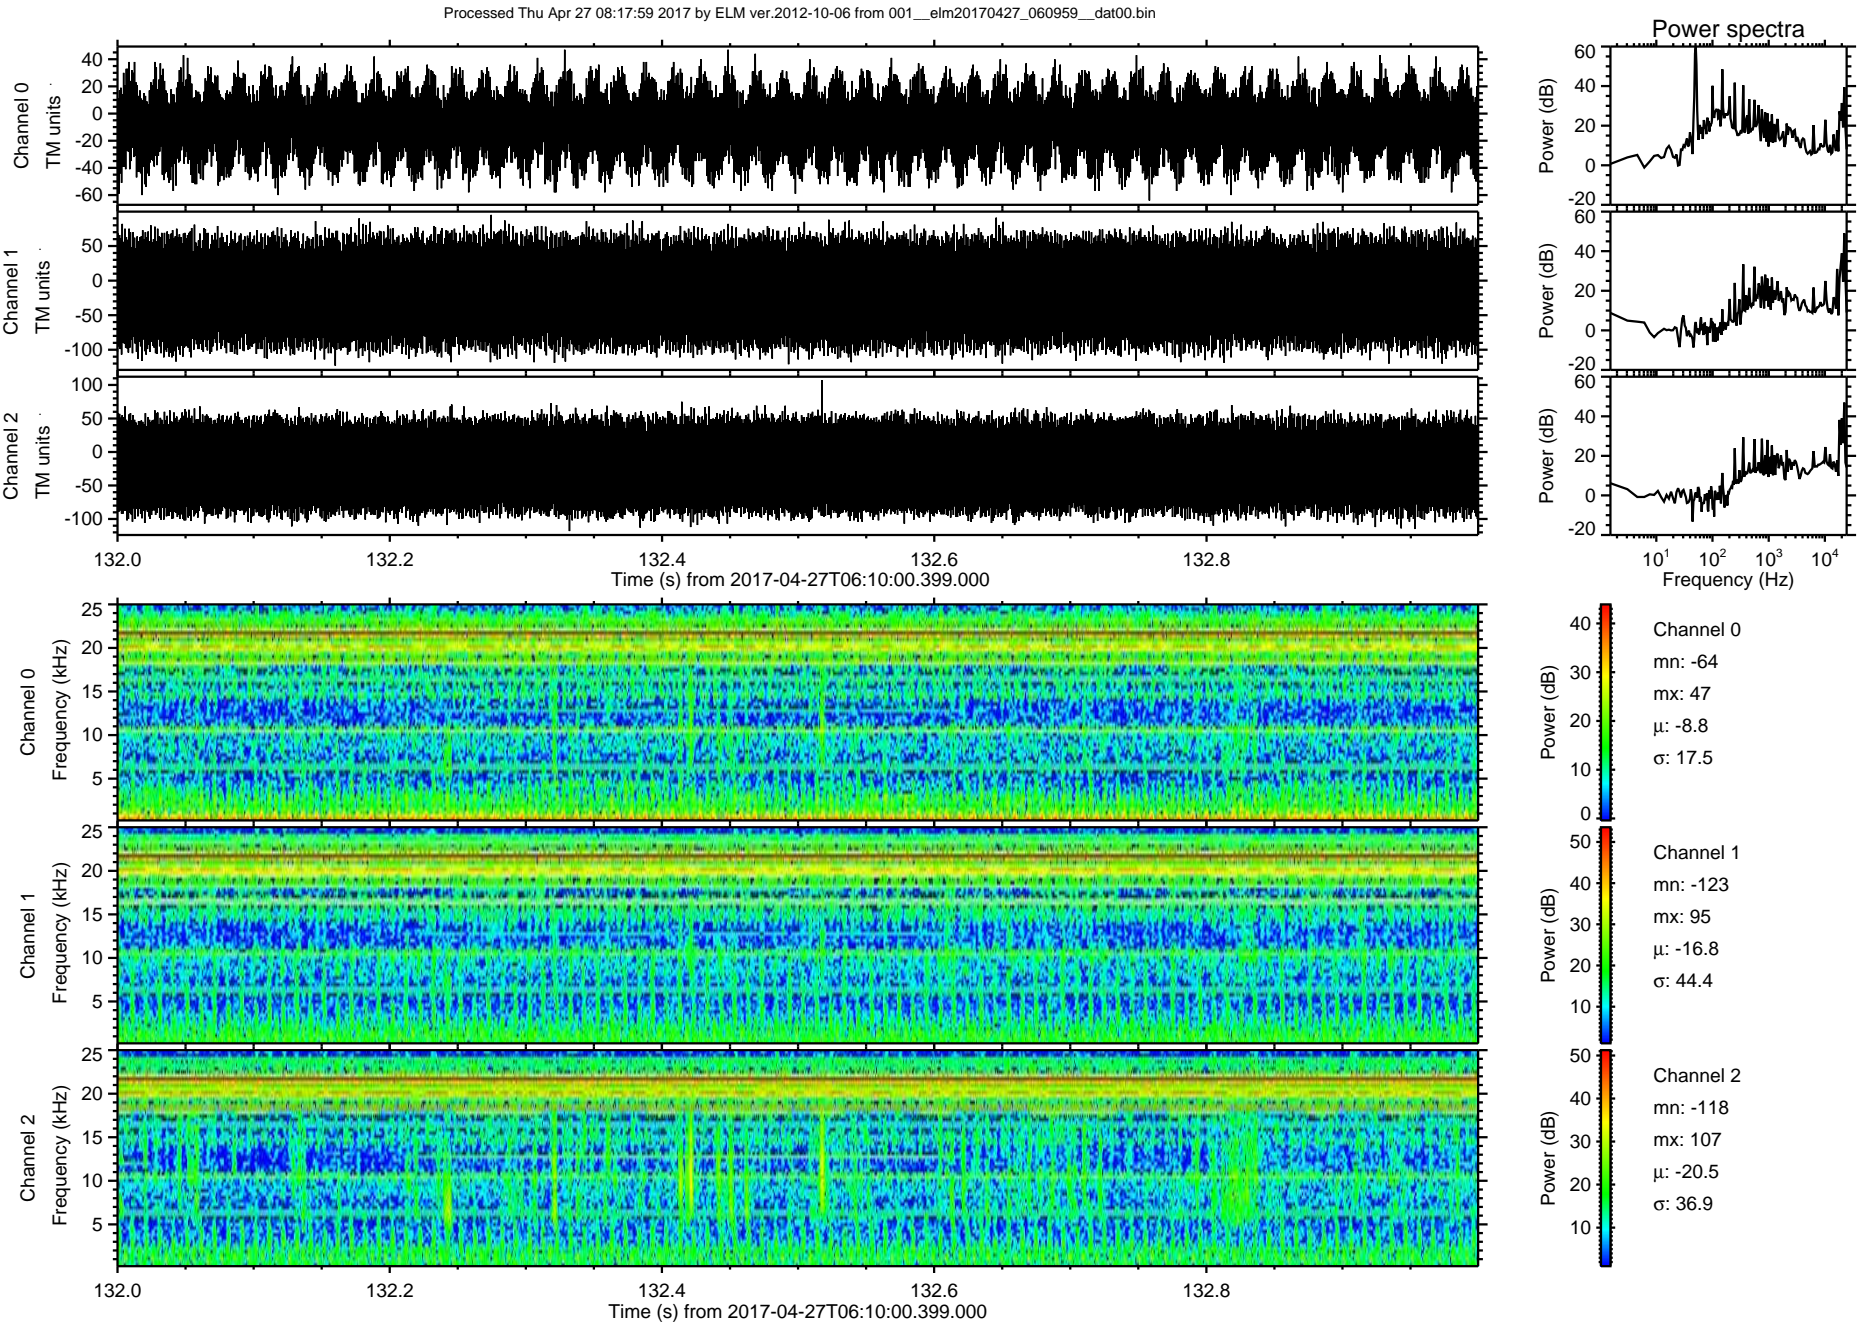 Processed Thu Apr 27 08:17:59 2017 by ELM ver.2012-10-06 from 001__elm20170427_060959__dat00.bin
Power spectra
Channel 0
TM units
40
20
0
-20
-40
-60
Power (dB)
60
40
20
0
-20
Channel 1
TM units
50
0
-50
-100
Power (dB)
60
40
20
0
-20
Channel 2
TM units
100
50
0
-50
-100
Power (dB)
60
40
20
0
-20
132.0
132.2
132.4
132.6
132.8
Time (s) from 2017-04-27T06:10:00.399.000
10¹
10²
10³
10⁴
Frequency (Hz)
Channel 0
Frequency (kHz)
25
20
15
10
5
Power (dB)
40
30
20
10
0
Channel 0
mn: -64
mx: 47
µ: -8.8
σ: 17.5
Channel 1
Frequency (kHz)
25
20
15
10
5
Power (dB)
50
40
30
20
10
Channel 1
mn: -123
mx: 95
µ: -16.8
σ: 44.4
Channel 2
Frequency (kHz)
25
20
15
10
5
Power (dB)
50
40
30
20
10
Channel 2
mn: -118
mx: 107
µ: -20.5
σ: 36.9
132.0
132.2
132.4
132.6
132.8
Time (s) from 2017-04-27T06:10:00.399.000